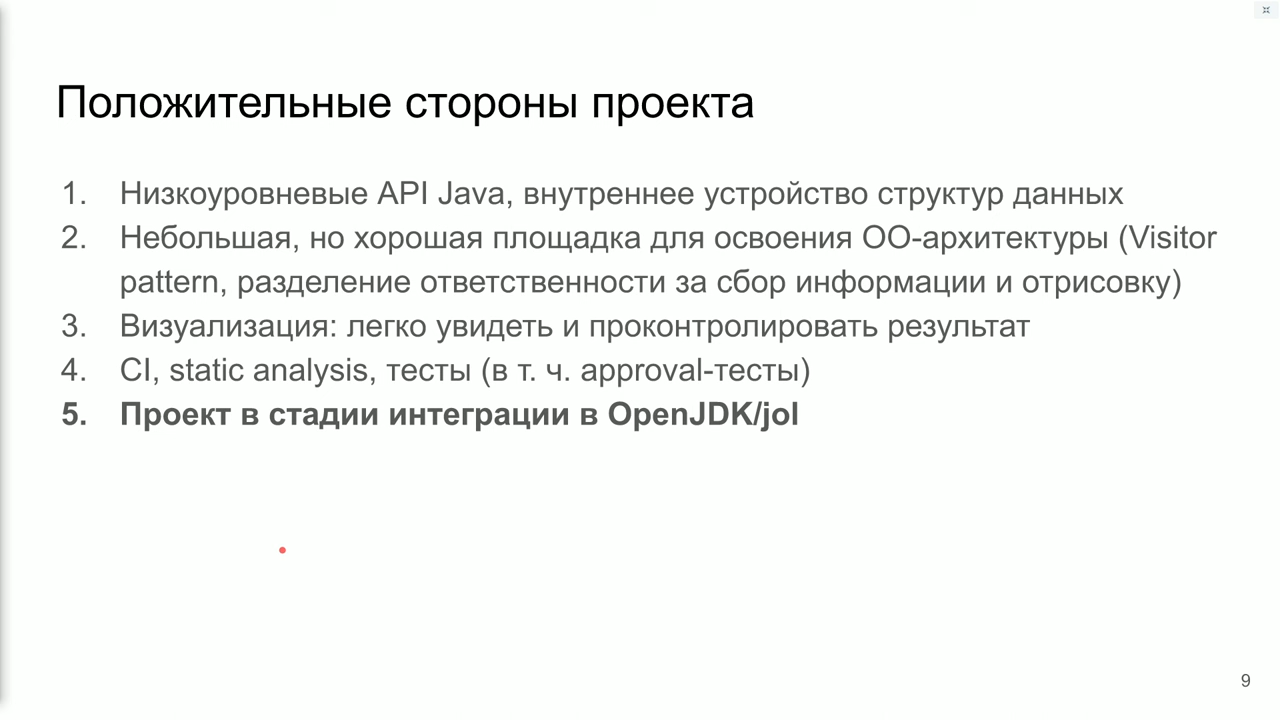 Положительные стороны проекта
1. Низкоуровневые API Java, внутреннее устройство структур данных
2. Небольшая, но хорошая площадка для освоения ОО-архитектуры (Visitor
pattern, разделение ответственности за сбор информации и отрисовку)
3. Визуализация: легко увидеть и проконтролировать результат
4. CI, static analysis, тесты (в т. ч. approval-тесты)
5. Проект в стадии интеграции в OpenJDK/jol
9